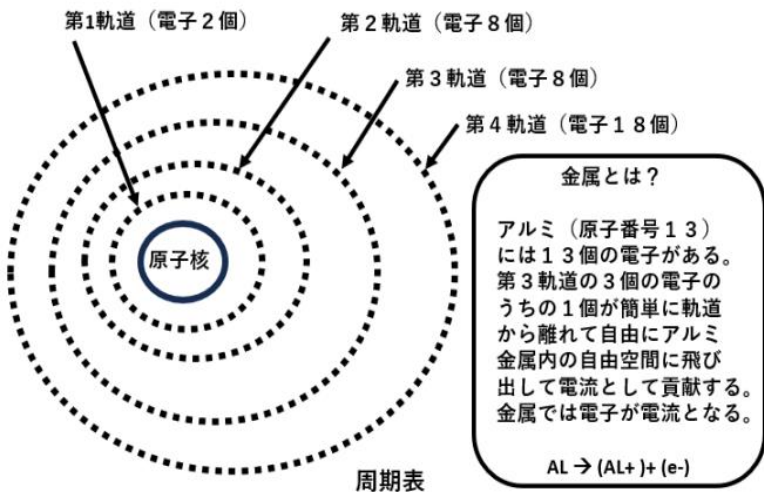 第1軌道（電子２個）
第２軌道（電子８個）
第３軌道（電子８個）
第４軌道（電子１８個）
原子核
金属とは？
アルミ（原子番号１３）
には１３個の電子がある。
第３軌道の３個の電子の
うちの１個が簡単に軌道
から離れて自由にアルミ
金属内の自由空間に飛び
出して電流として貢献する。
金属では電子が電流となる。
AL → (AL+ )+ (e-)
周期表